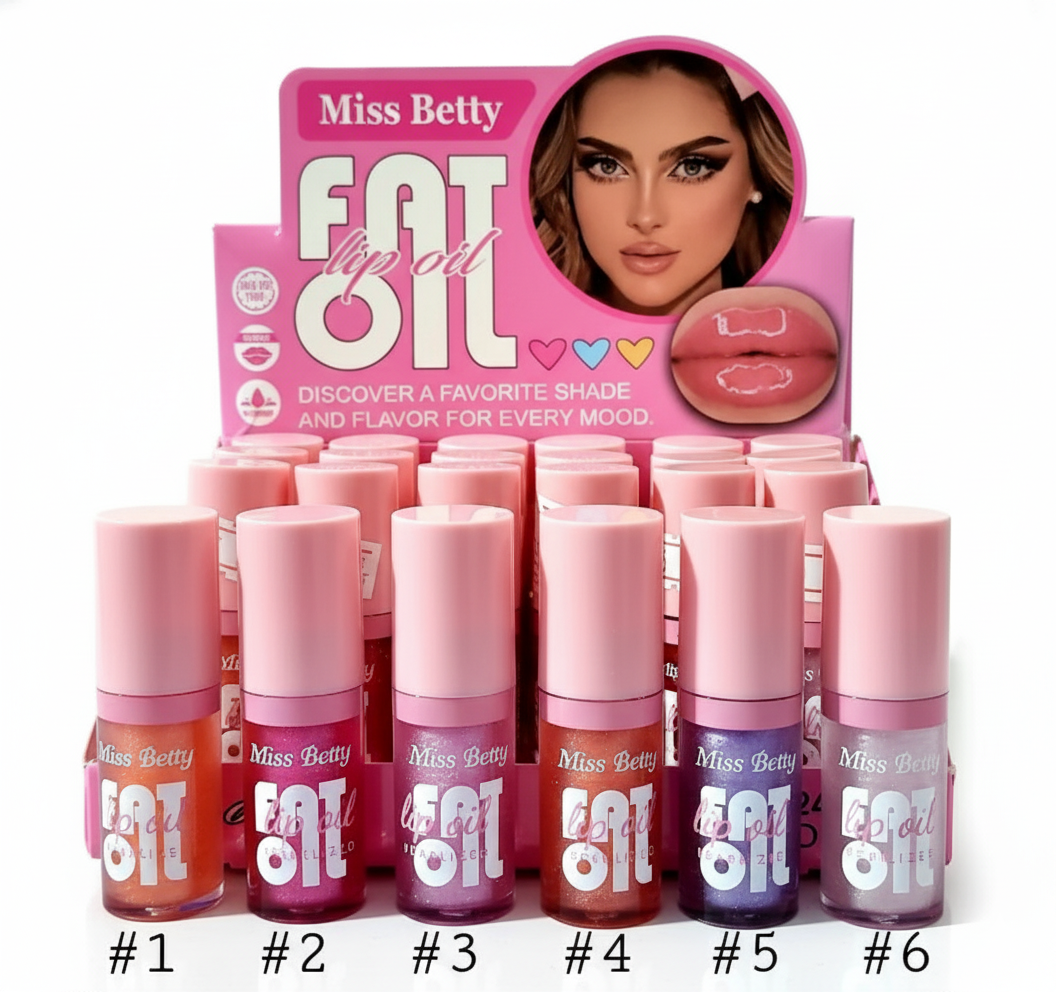 Miss Betty
FAT
lip oil
OIL
DISCOVER A FAVORITE SHADE
AND FLAVOR FOR EVERY MOOD.
Miss Betty
FAT
lip oil
OIL
Miss Betty
FAT
lip oil
OIL
Miss Betty
FAT
lip oil
OIL
Miss Betty
FAT
lip oil
OIL
Miss Betty
FAT
lip oil
OIL
Miss Betty
FAT
lip oil
OIL
#1 #2 #3 #4 #5 #6